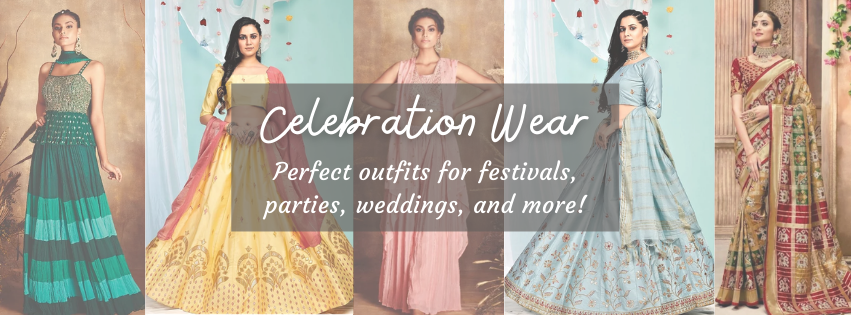 Celebration Wear
Perfect outfits for festivals,
parties, weddings, and more!